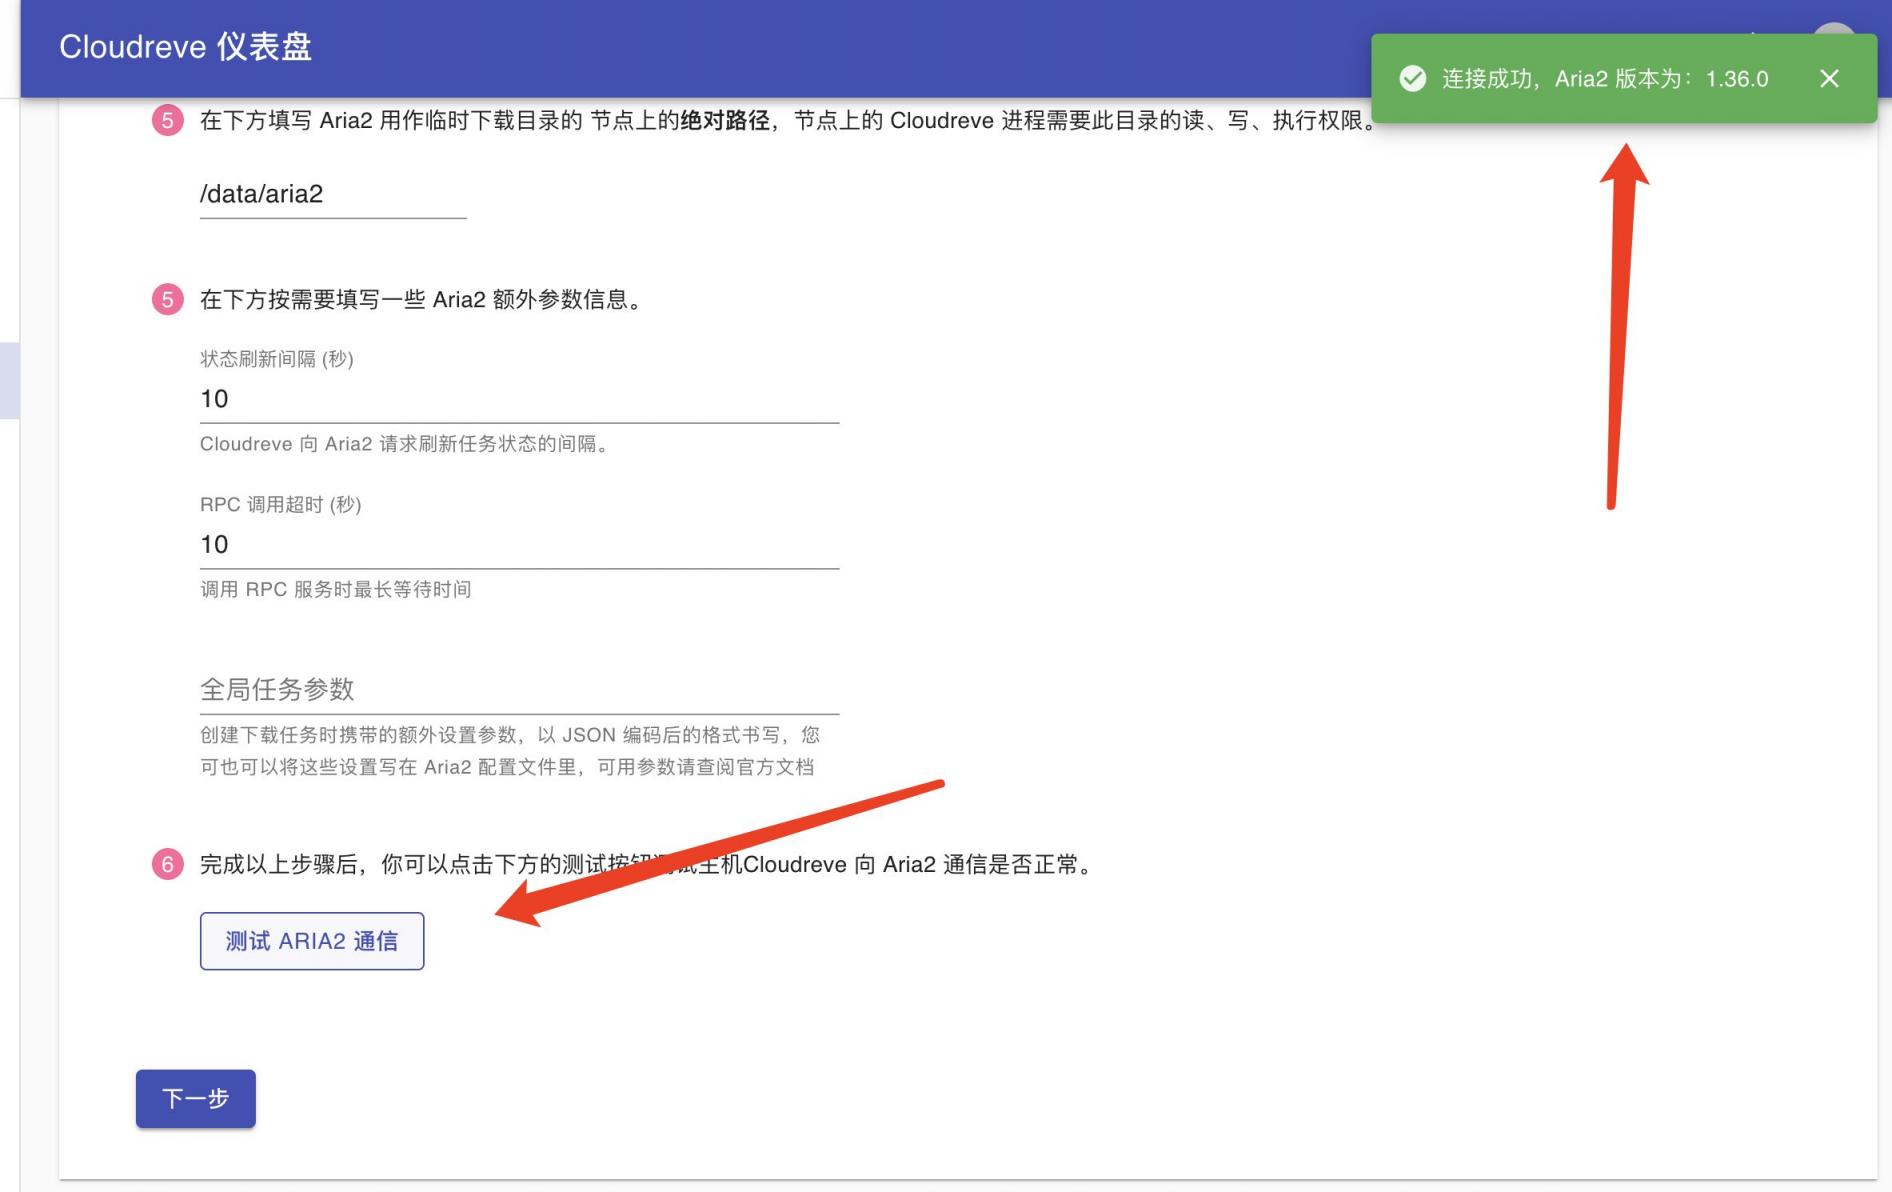 Cloudreve 仪表盘
连接成功，Aria2 版本为：1.36.0
5 在下方填写 Aria2 用作临时下载目录的 节点上的绝对路径，节点上的 Cloudreve 进程需要此目录的读、写、执行权限。
/data/aria2
5 在下方按需要填写一些 Aria2 额外参数信息。
状态刷新间隔 (秒)
10
Cloudreve 向 Aria2 请求刷新任务状态的间隔。
RPC 调用超时 (秒)
10
调用 RPC 服务时最长等待时间
全局任务参数
创建下载任务时携带的额外设置参数，以 JSON 编码后的格式书写，您
可也可以将这些设置写在 Aria2 配置文件里，可用参数请查阅官方文档
6 完成以上步骤后，你可以点击下方的测试按钮测试主机Cloudreve 向 Aria2 通信是否正常。
测试 ARIA2 通信
下一步